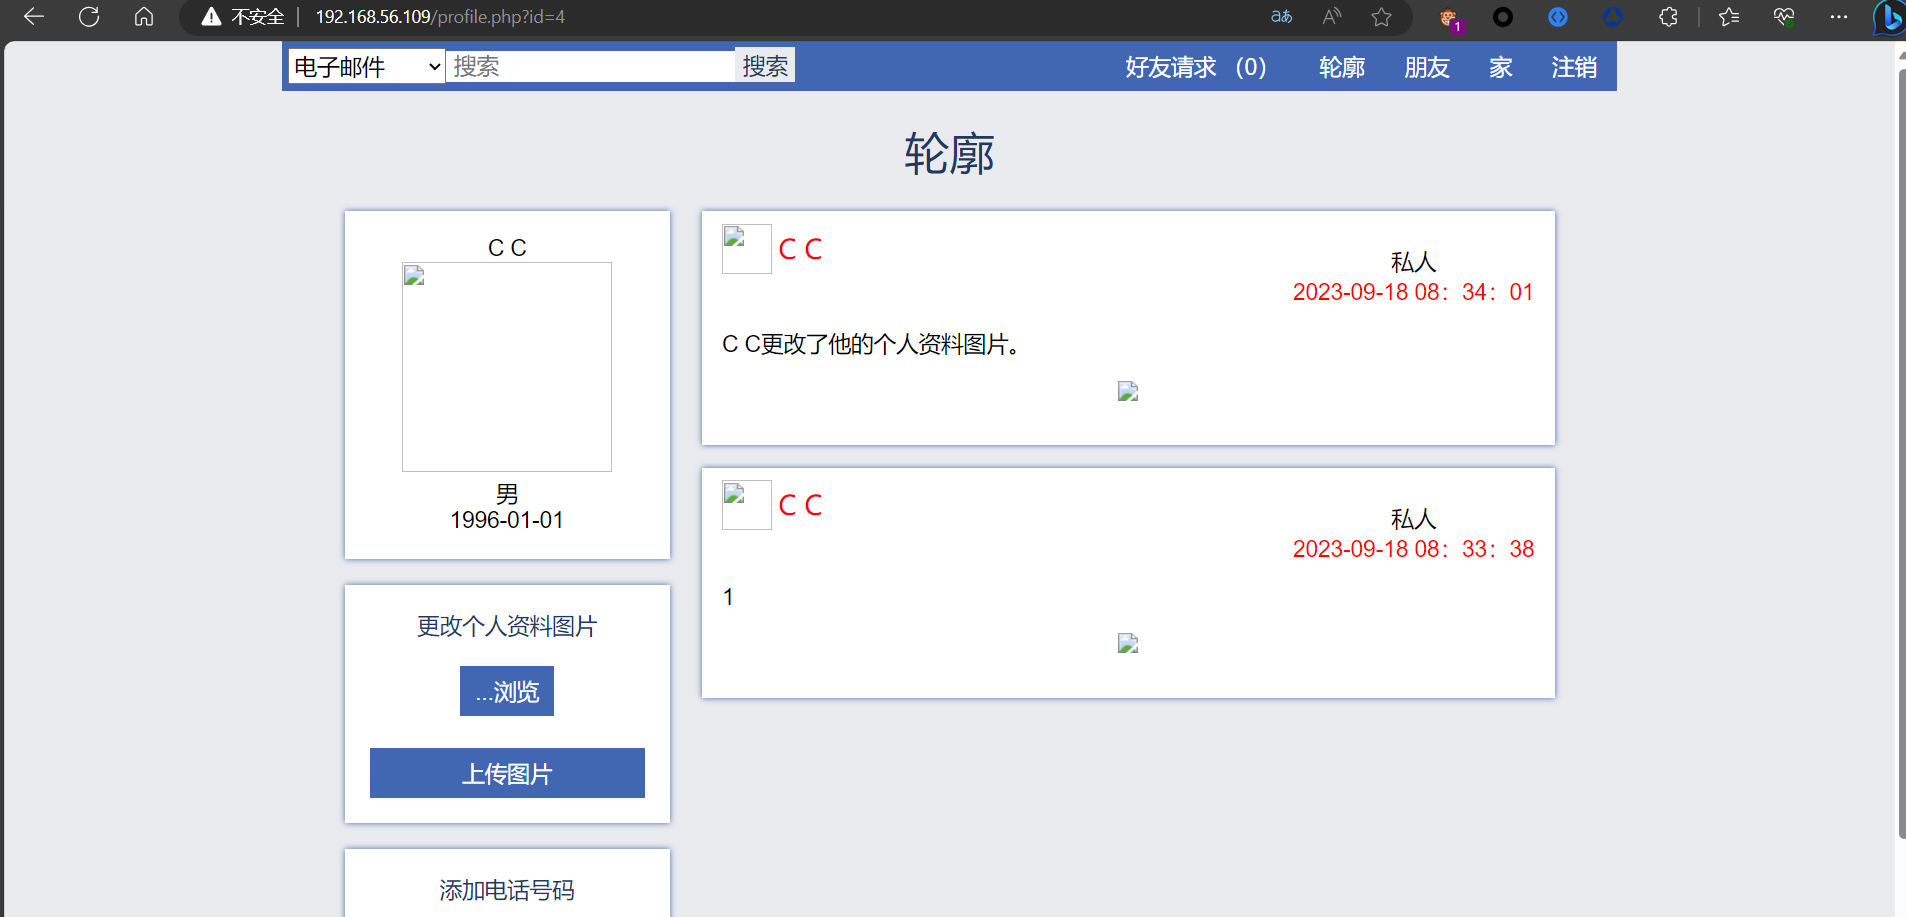 不安全 192.168.56.109/profile.php?id=4
aあ
1
电子邮件 搜索 搜索 好友请求 (0) 轮廓 朋友 家 注销
轮廓
C C
男
1996-01-01
更改个人资料图片
...浏览
上传图片
添加电话号码
C C
私人
2023-09-18 08：34：01
C C更改了他的个人资料图片。
C C
私人
2023-09-18 08：33：38
1